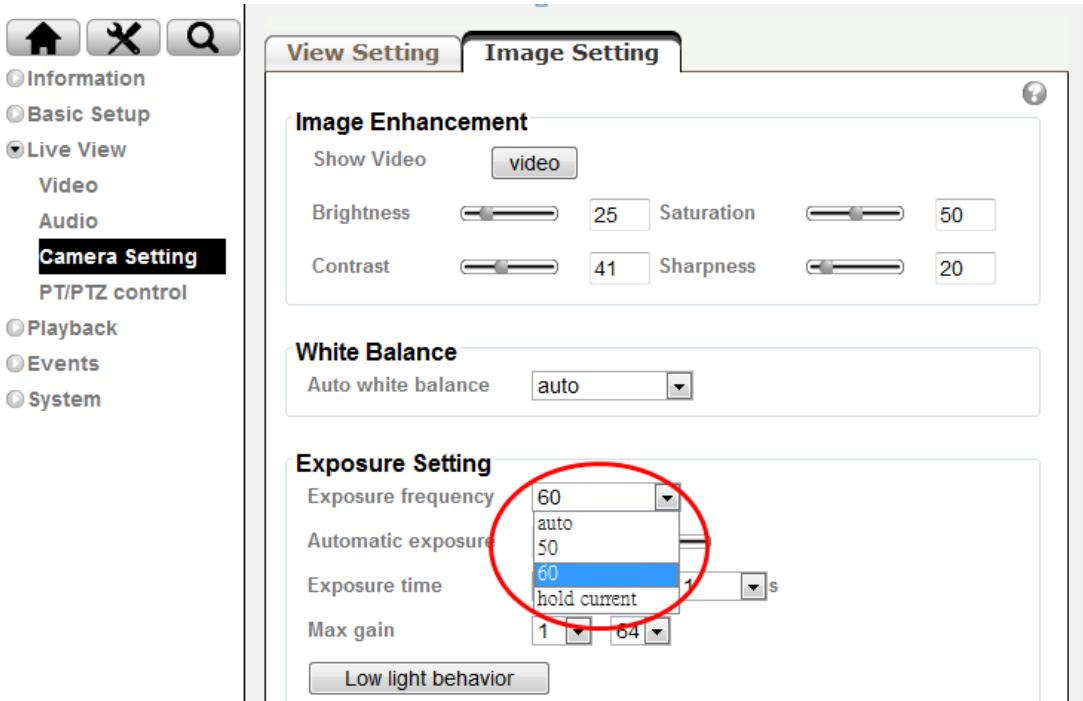 Information
Basic Setup
Live View
Video
Audio
Camera Setting
PT/PTZ control
Playback
Events
System
View Setting Image Setting
Image Enhancement
Show Video video
Brightness 25 Saturation 50
Contrast 41 Sharpness 20
White Balance
Auto white balance auto
Exposure Setting
Exposure frequency 60
auto
Automatic exposure
50
60
Exposure time 1 s
hold current
Max gain 1 64
Low light behavior